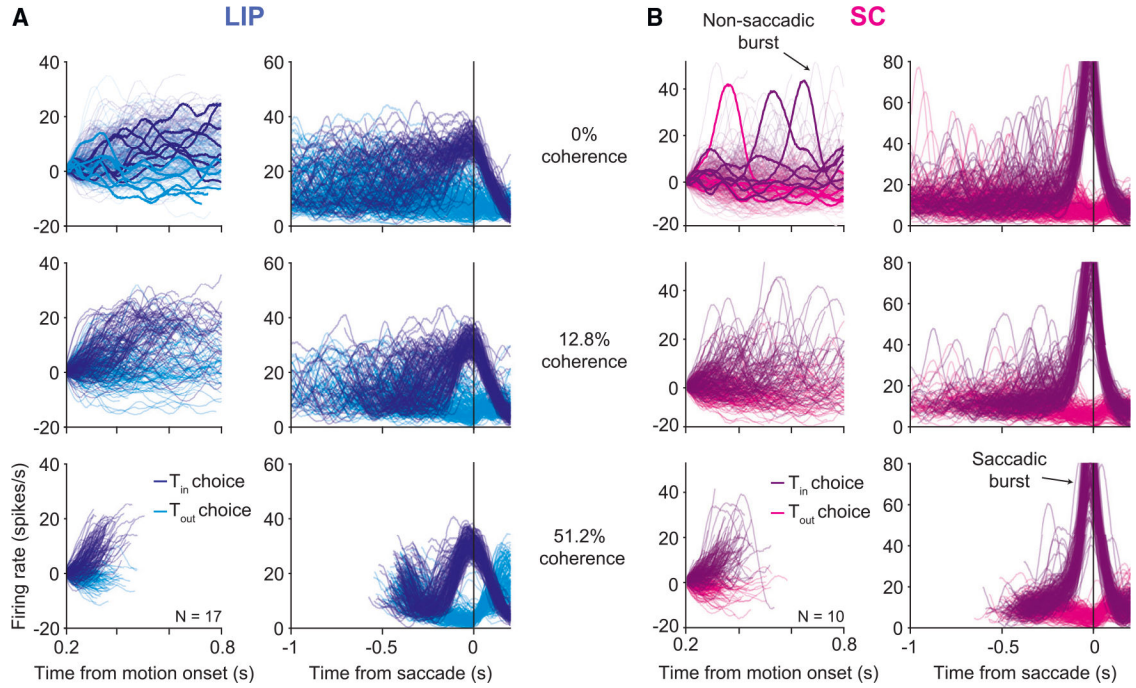 A
LIP
B
SC
Non-saccadic
burst
40
20
0
-20
60
40
20
0
0%
coherence
40
20
0
-20
80
60
40
20
0
40
20
0
-20
60
40
20
0
12.8%
coherence
60
40
20
0
-20
80
60
40
20
0
Firing rate (spikes/s)
40
20
0
-20
T_in choice
T_out choice
N = 17
0.2
0.8
Time from motion onset (s)
60
40
20
0
-1
-0.5
0
Time from saccade (s)
51.2%
coherence
40
20
0
-20
T_in choice
T_out choice
N = 10
0.2
0.8
Time from motion onset (s)
Saccadic
burst
80
60
40
20
0
-1
-0.5
0
Time from saccade (s)